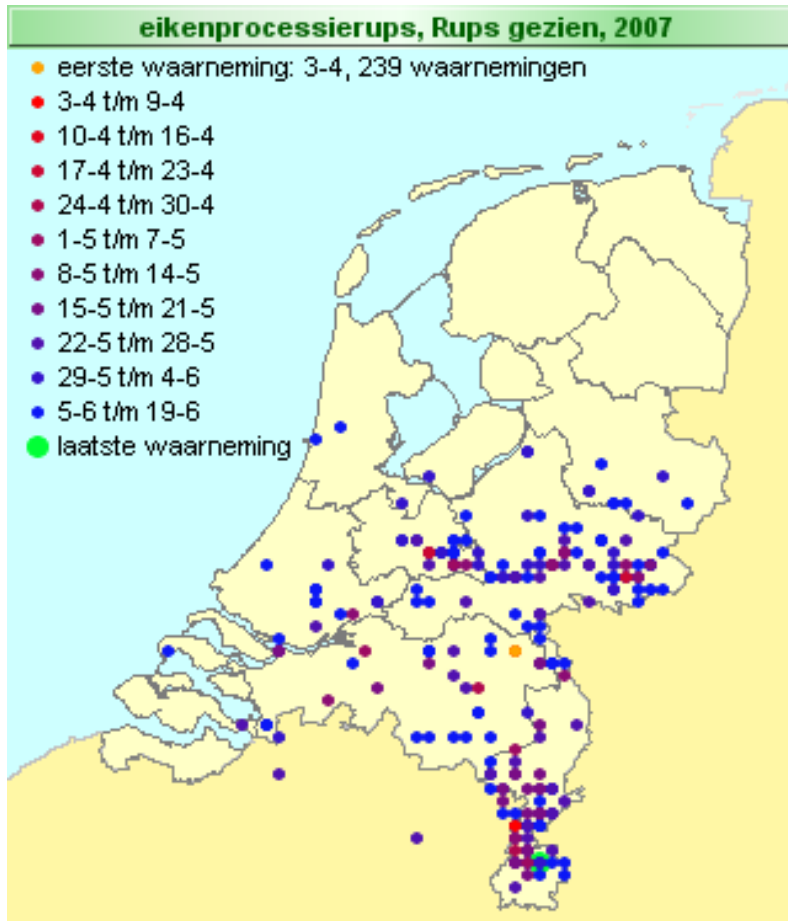 eikenprocessierups, Rups gezien, 2007
eerste waarneming: 3-4, 239 waarnemingen
3-4 t/m 9-4
10-4 t/m 16-4
17-4 t/m 23-4
24-4 t/m 30-4
1-5 t/m 7-5
8-5 t/m 14-5
15-5 t/m 21-5
22-5 t/m 28-5
29-5 t/m 4-6
5-6 t/m 19-6
laatste waarneming